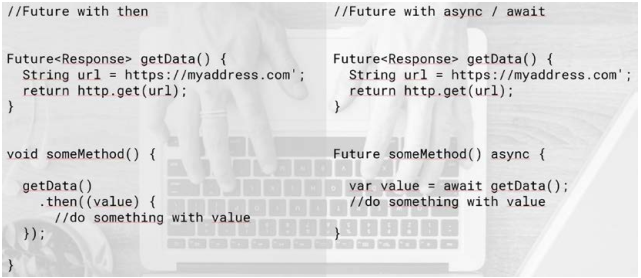 //Future with then
Future<Response> getData() {
String url = https://myaddress.com';
return http.get(url);
}
void someMethod() {
getData()
.then((value) {
//do something with value
});
}
//Future with async / await
Future<Response> getData() {
String url = https://myaddress.com';
return http.get(url);
}
Future someMethod() async {
var value = await getData();
//do something with value
}